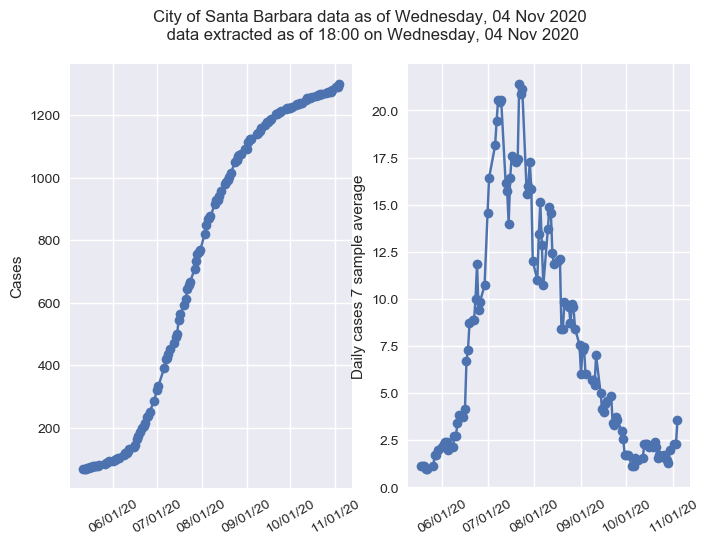 City of Santa Barbara data as of Wednesday, 04 Nov 2020
data extracted as of 18:00 on Wednesday, 04 Nov 2020
Cases
1200
1000
800
600
400
200
06/01/20 07/01/20 08/01/20 09/01/20 10/01/20 11/01/20
Daily cases 7 sample average
20.0
17.5
15.0
12.5
10.0
7.5
5.0
2.5
0.0
06/01/20 07/01/20 08/01/20 09/01/20 10/01/20 11/01/20